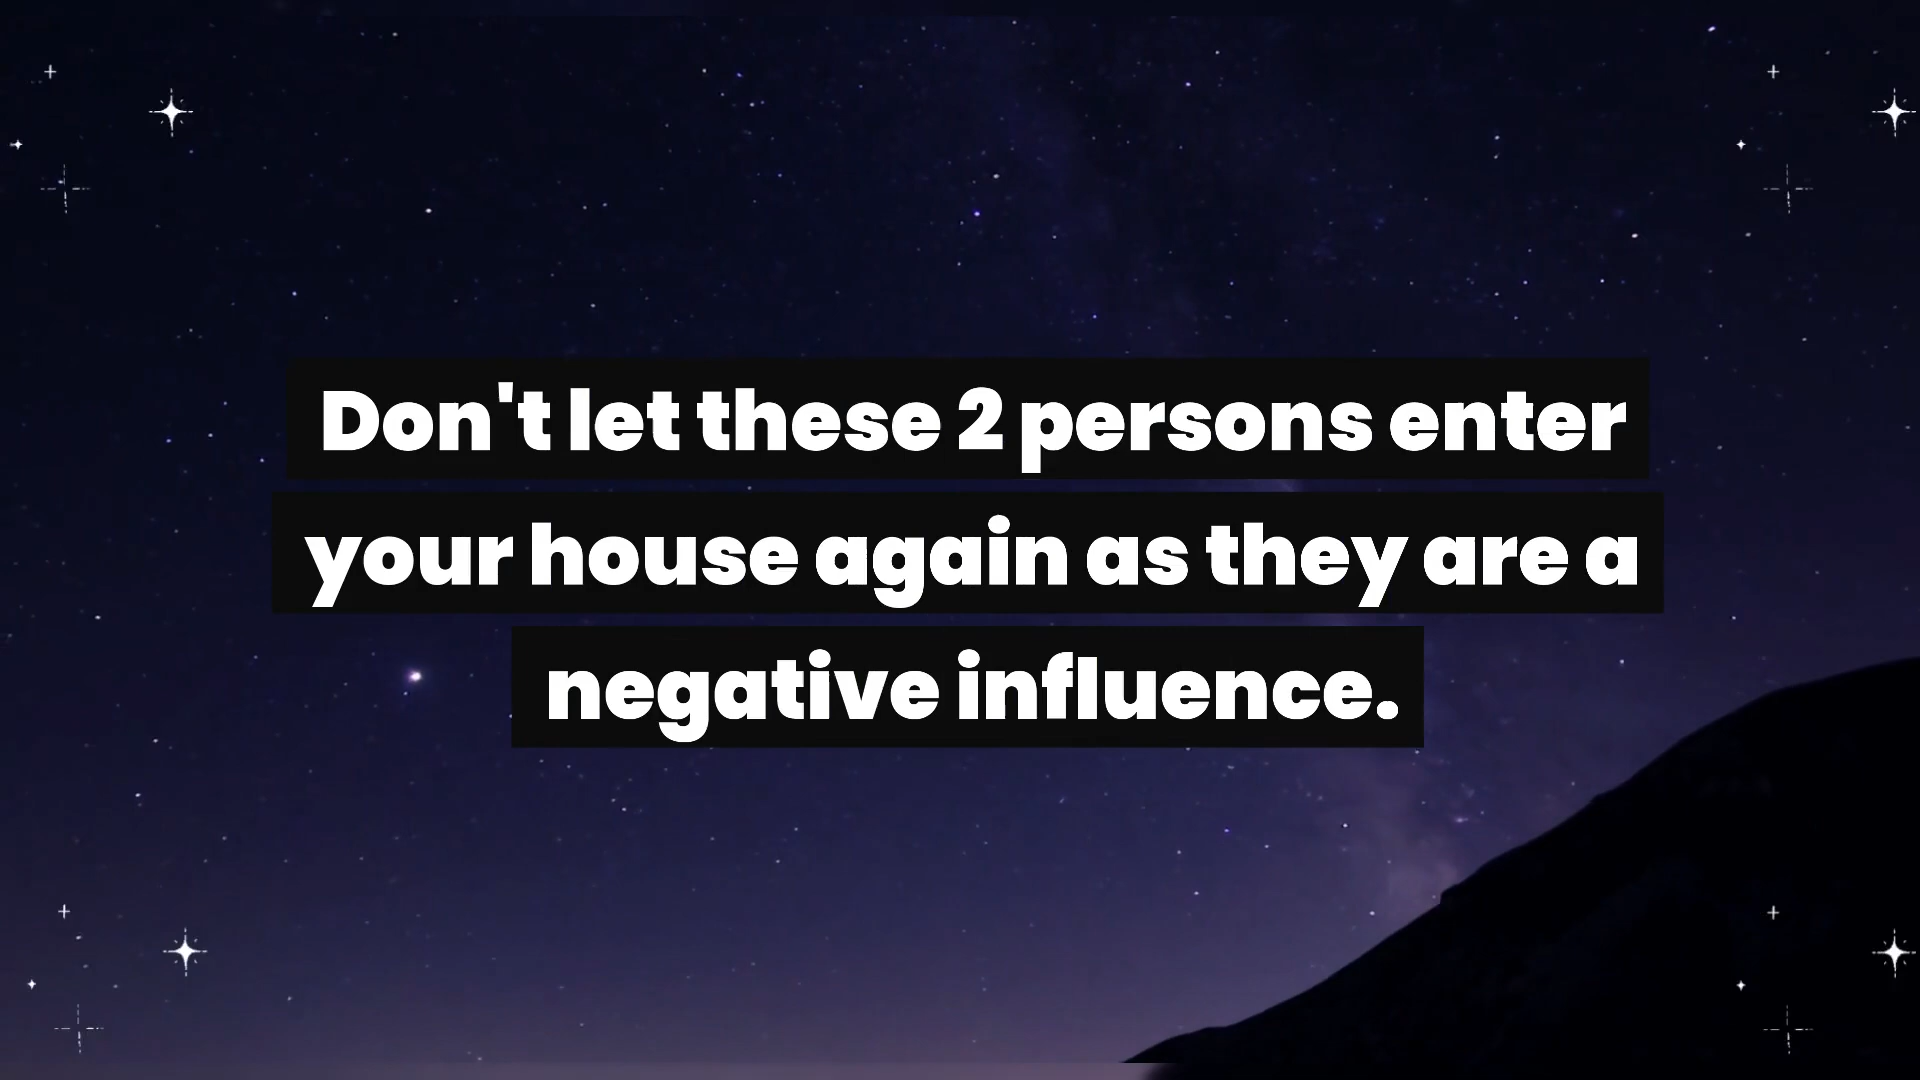 Don't let these 2 persons enter
your house again as they are a
negative influence.